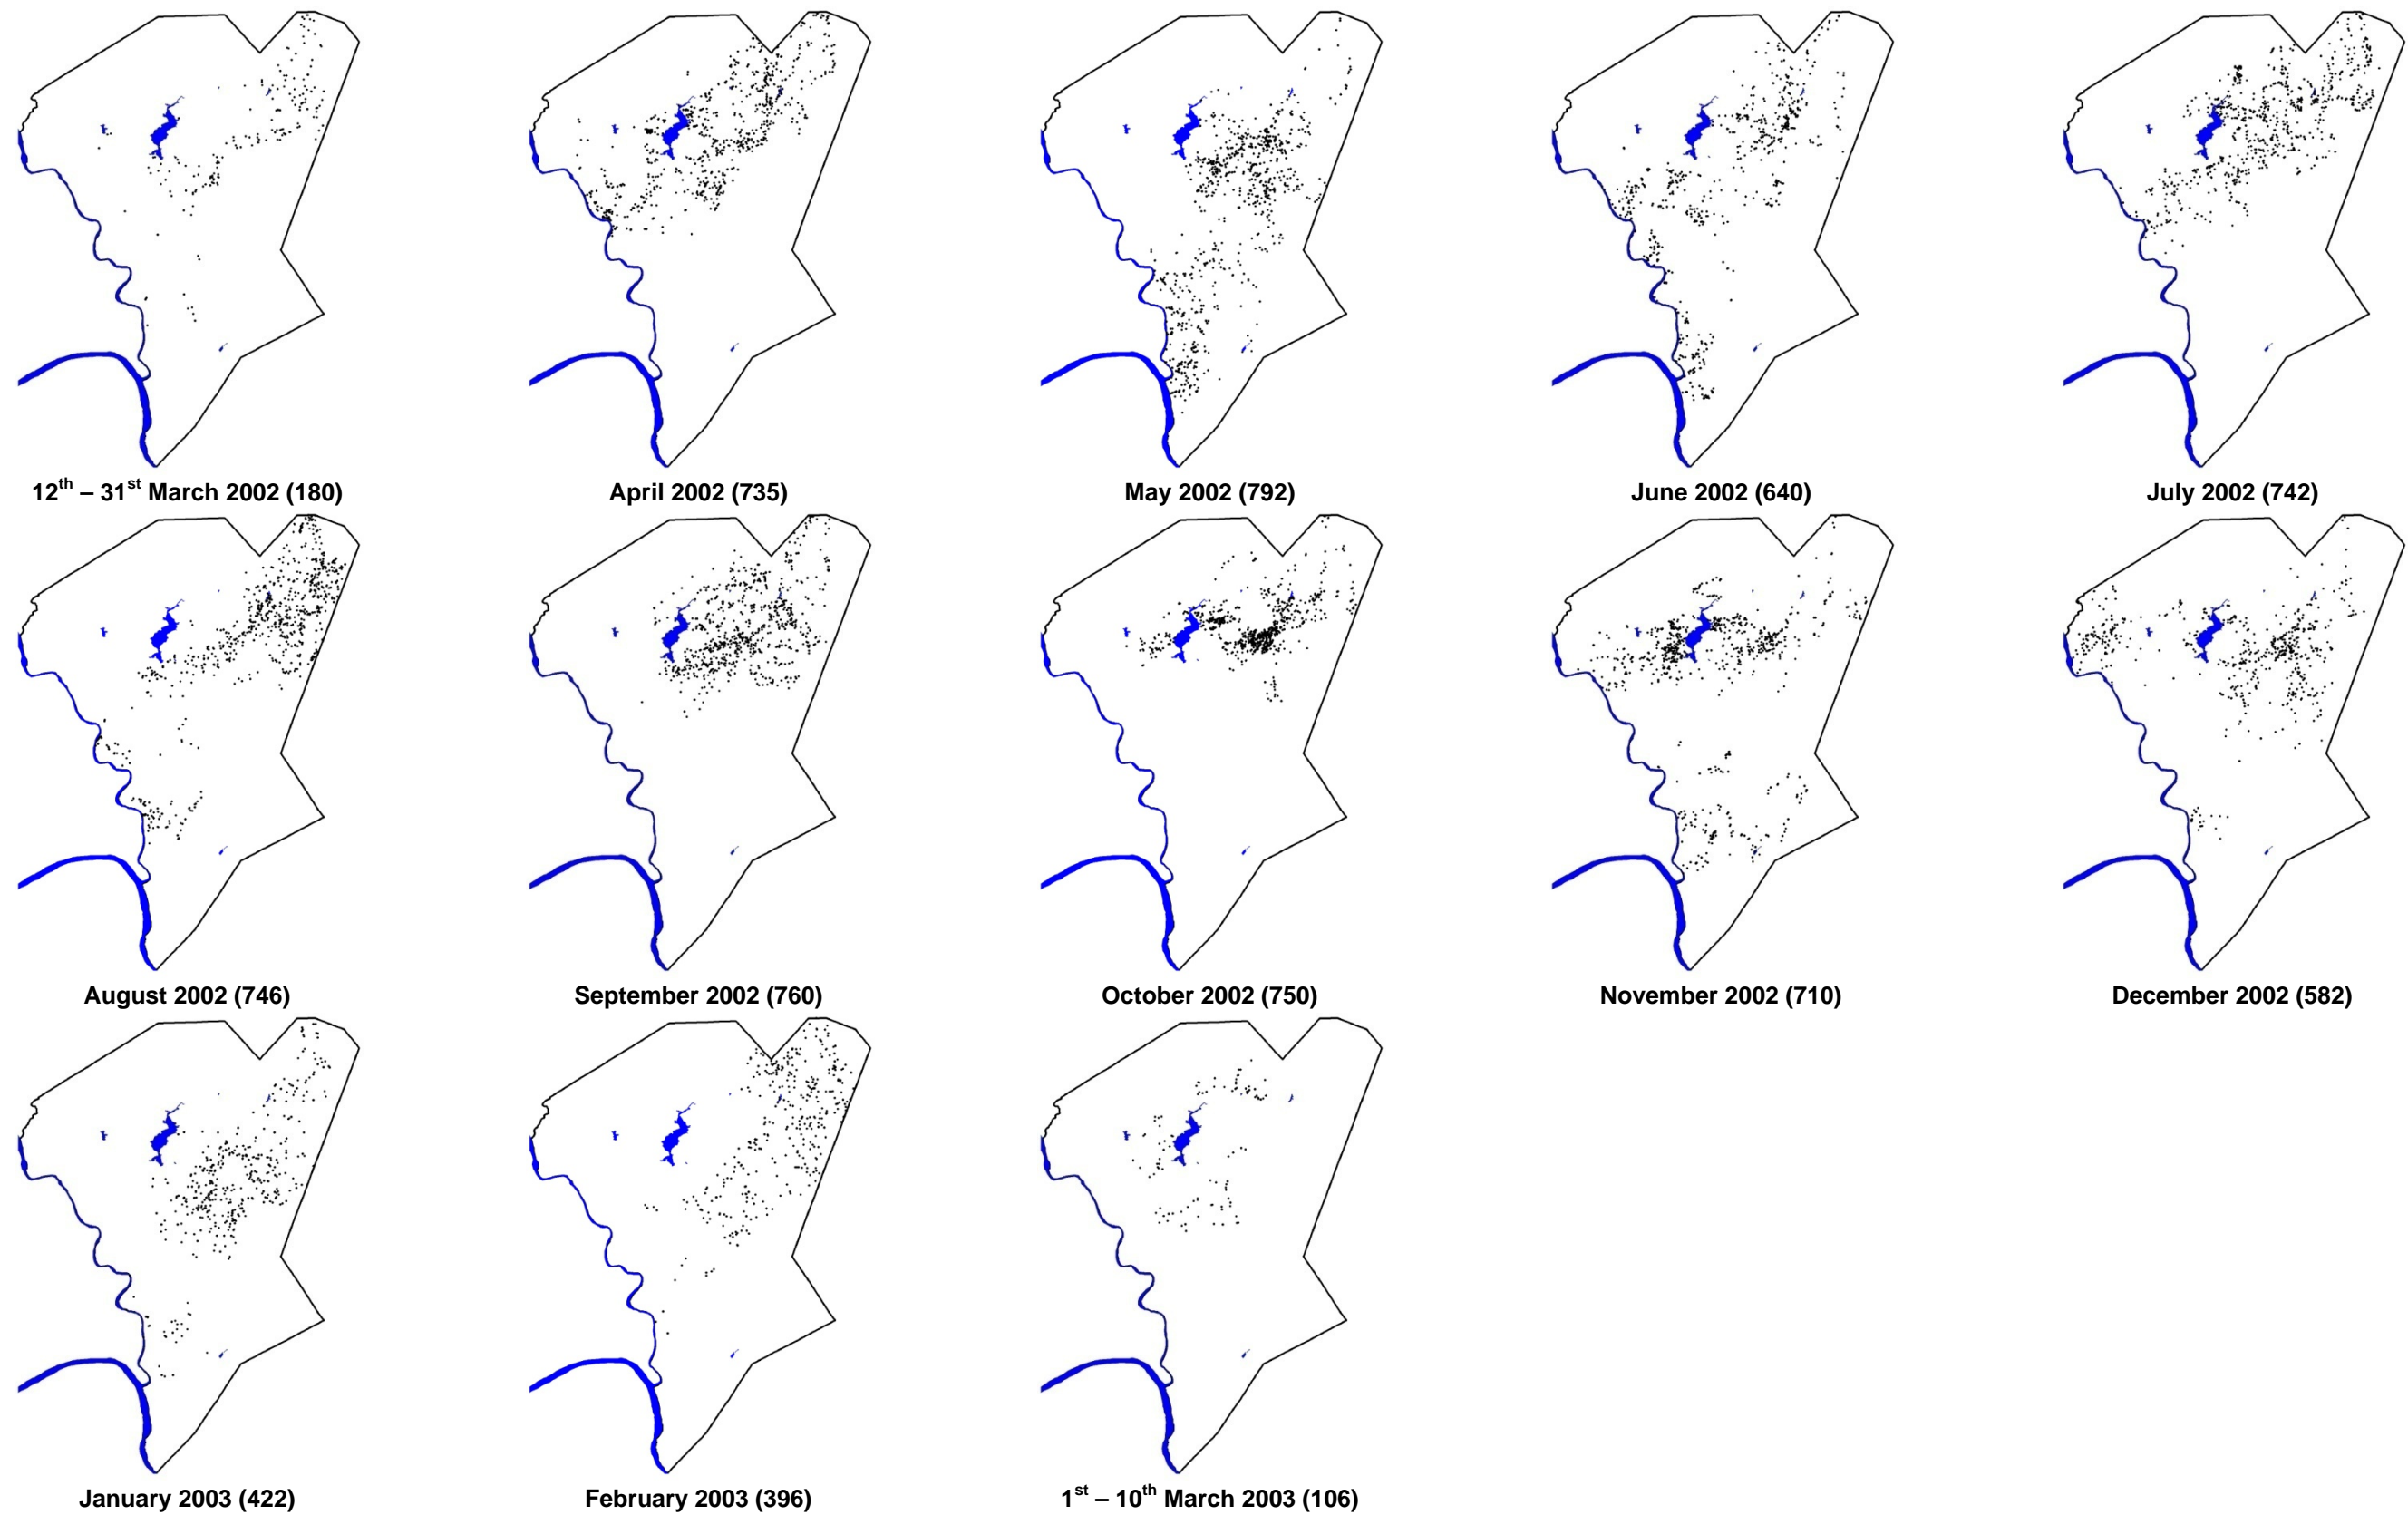 12th – 31st March 2002 (180)
April 2002 (735)
May 2002 (792)
June 2002 (640)
July 2002 (742)
August 2002 (746)
September 2002 (760)
October 2002 (750)
November 2002 (710)
December 2002 (582)
January 2003 (422)
February 2003 (396)
1st – 10th March 2003 (106)